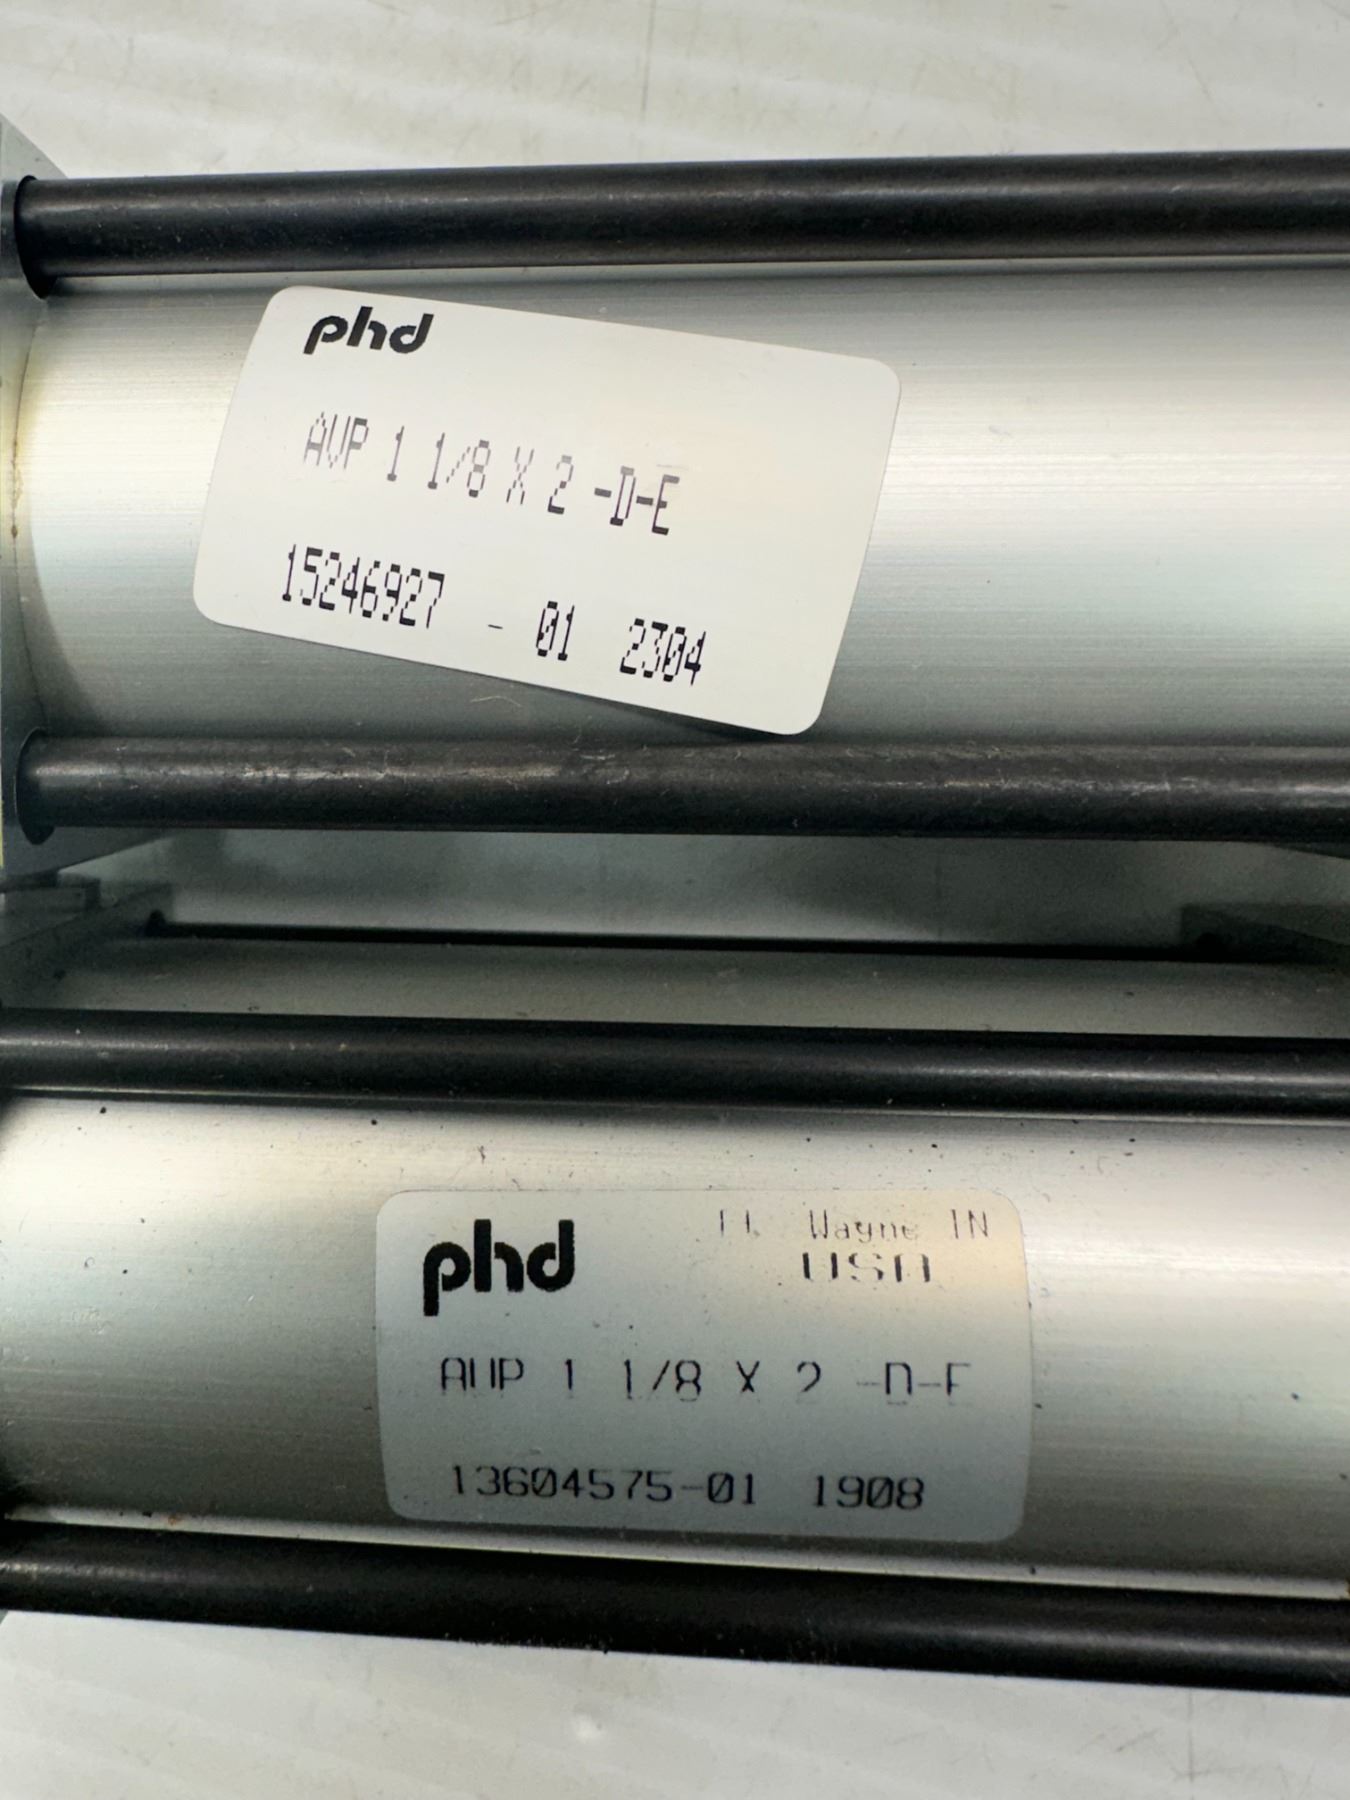 phd
AVP 1 1/8 X 2 -D-E
15246927 - 01 2304
phd
Ft. Wayne IN
USA
AVP 1 1/8 X 2 -D-E
13604575-01 1908